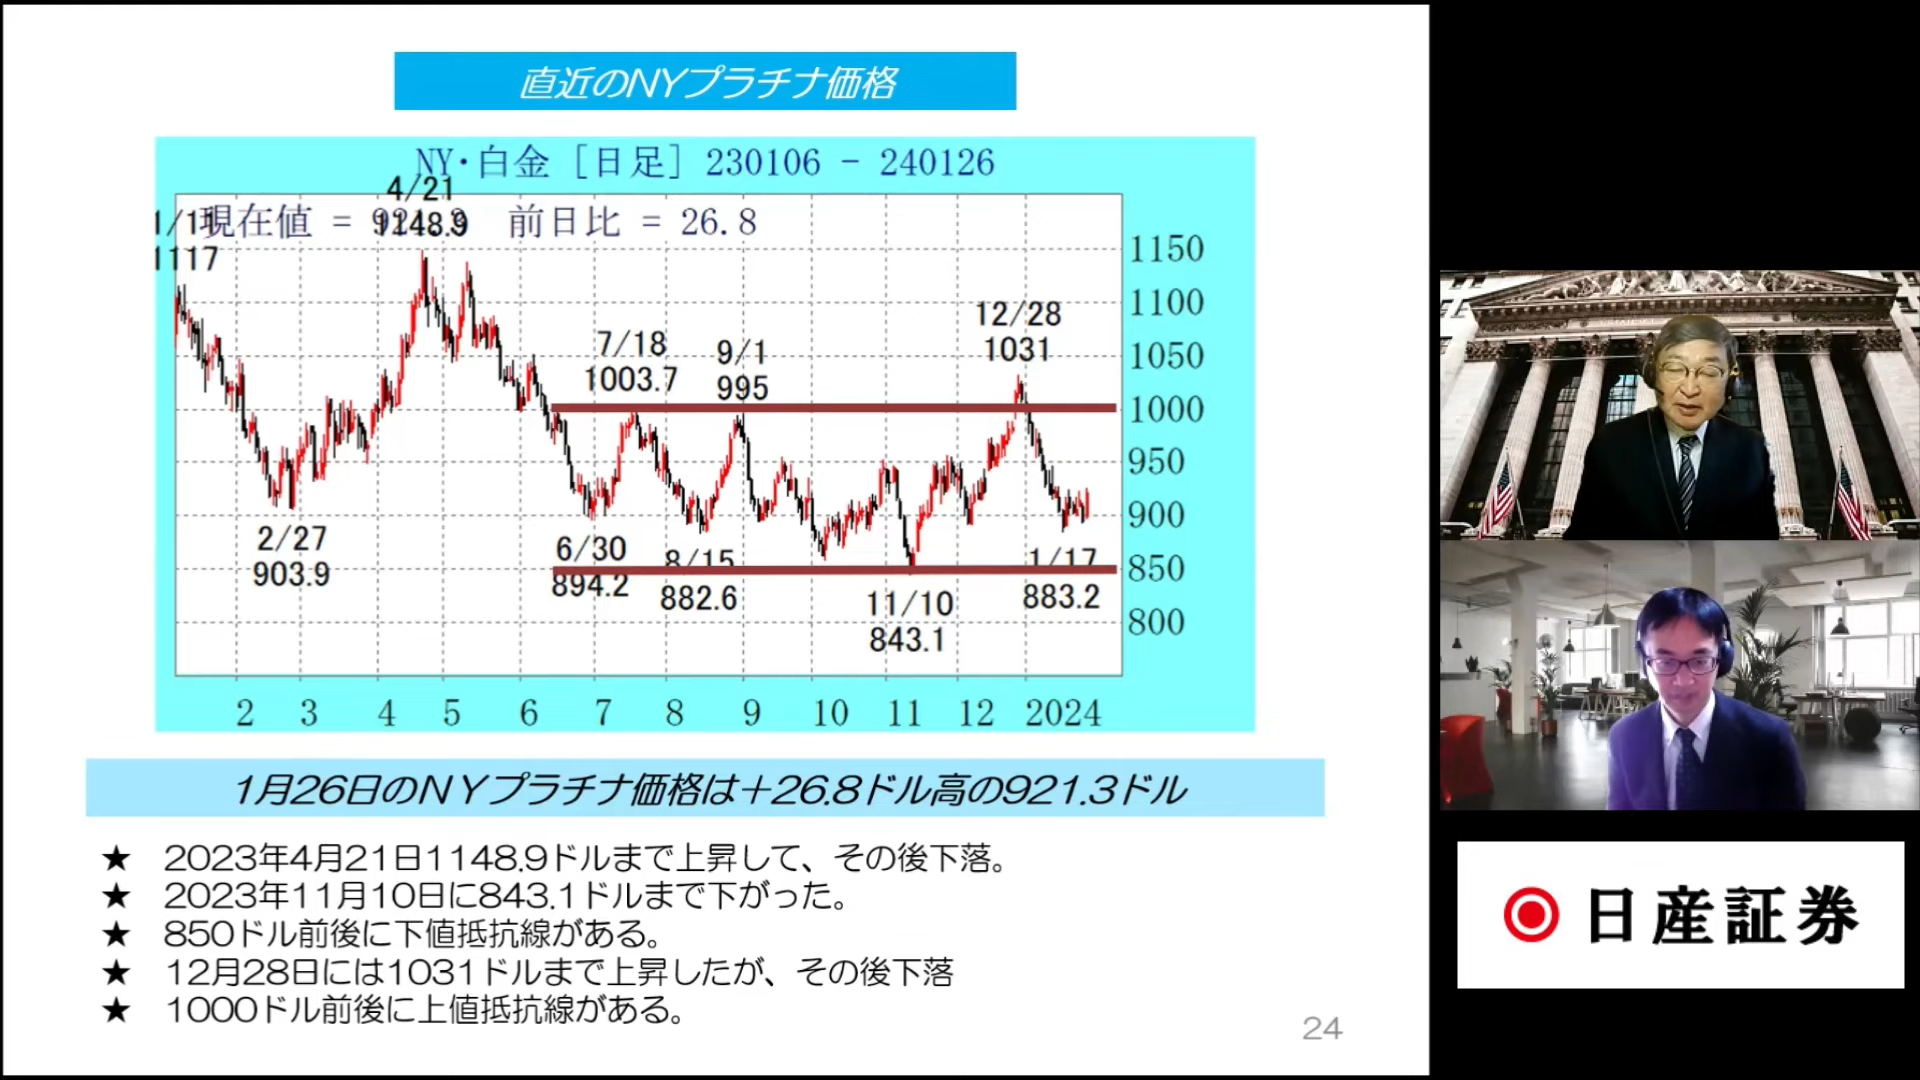 直近のNYプラチナ価格
NY・白金 [日足] 230106 - 240126
4/21
1148.9
現在値 = 前日比 = 26.8
1117
1150
1100
12/28
1031
7/18
1003.7
9/1
995
1050
1000
950
900
2/27
903.9
6/30
894.2
8/15
882.6
1/17
883.2
850
11/10
843.1
800
2 3 4 5 6 7 8 9 10 11 12 2024
1月26日のNYプラチナ価格は+26.8ドル高の921.3ドル
★ 2023年4月21日1148.9ドルまで上昇して、その後下落。
★ 2023年11月10日に843.1ドルまで下がった。
★ 850ドル前後に下値抵抗線がある。
★ 12月28日には1031ドルまで上昇したが、その後下落
★ 1000ドル前後に上値抵抗線がある。
24
日産証券